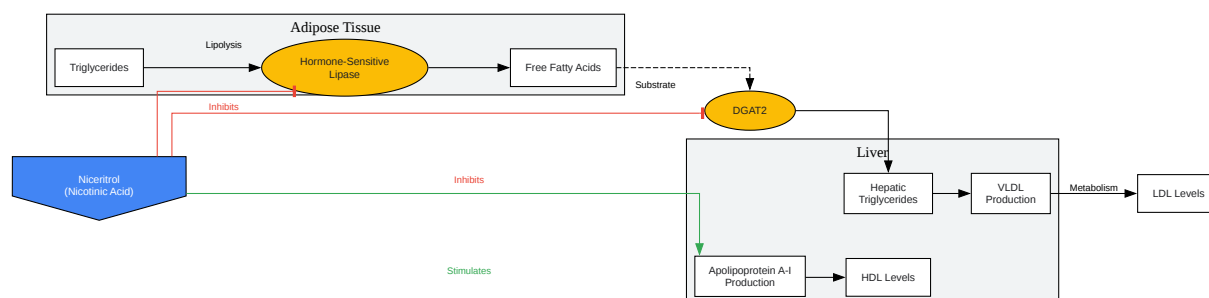 Adipose Tissue
Triglycerides
Lipolysis
Hormone-Sensitive
Lipase
Free Fatty Acids
Substrate
Inhibits
DGAT2
Liver
Niceritrol
(Nicotinic Acid)
Inhibits
Hepatic
Triglycerides
VLDL
Production
Metabolism
LDL Levels
Stimulates
Apolipoprotein A-I
Production
HDL Levels